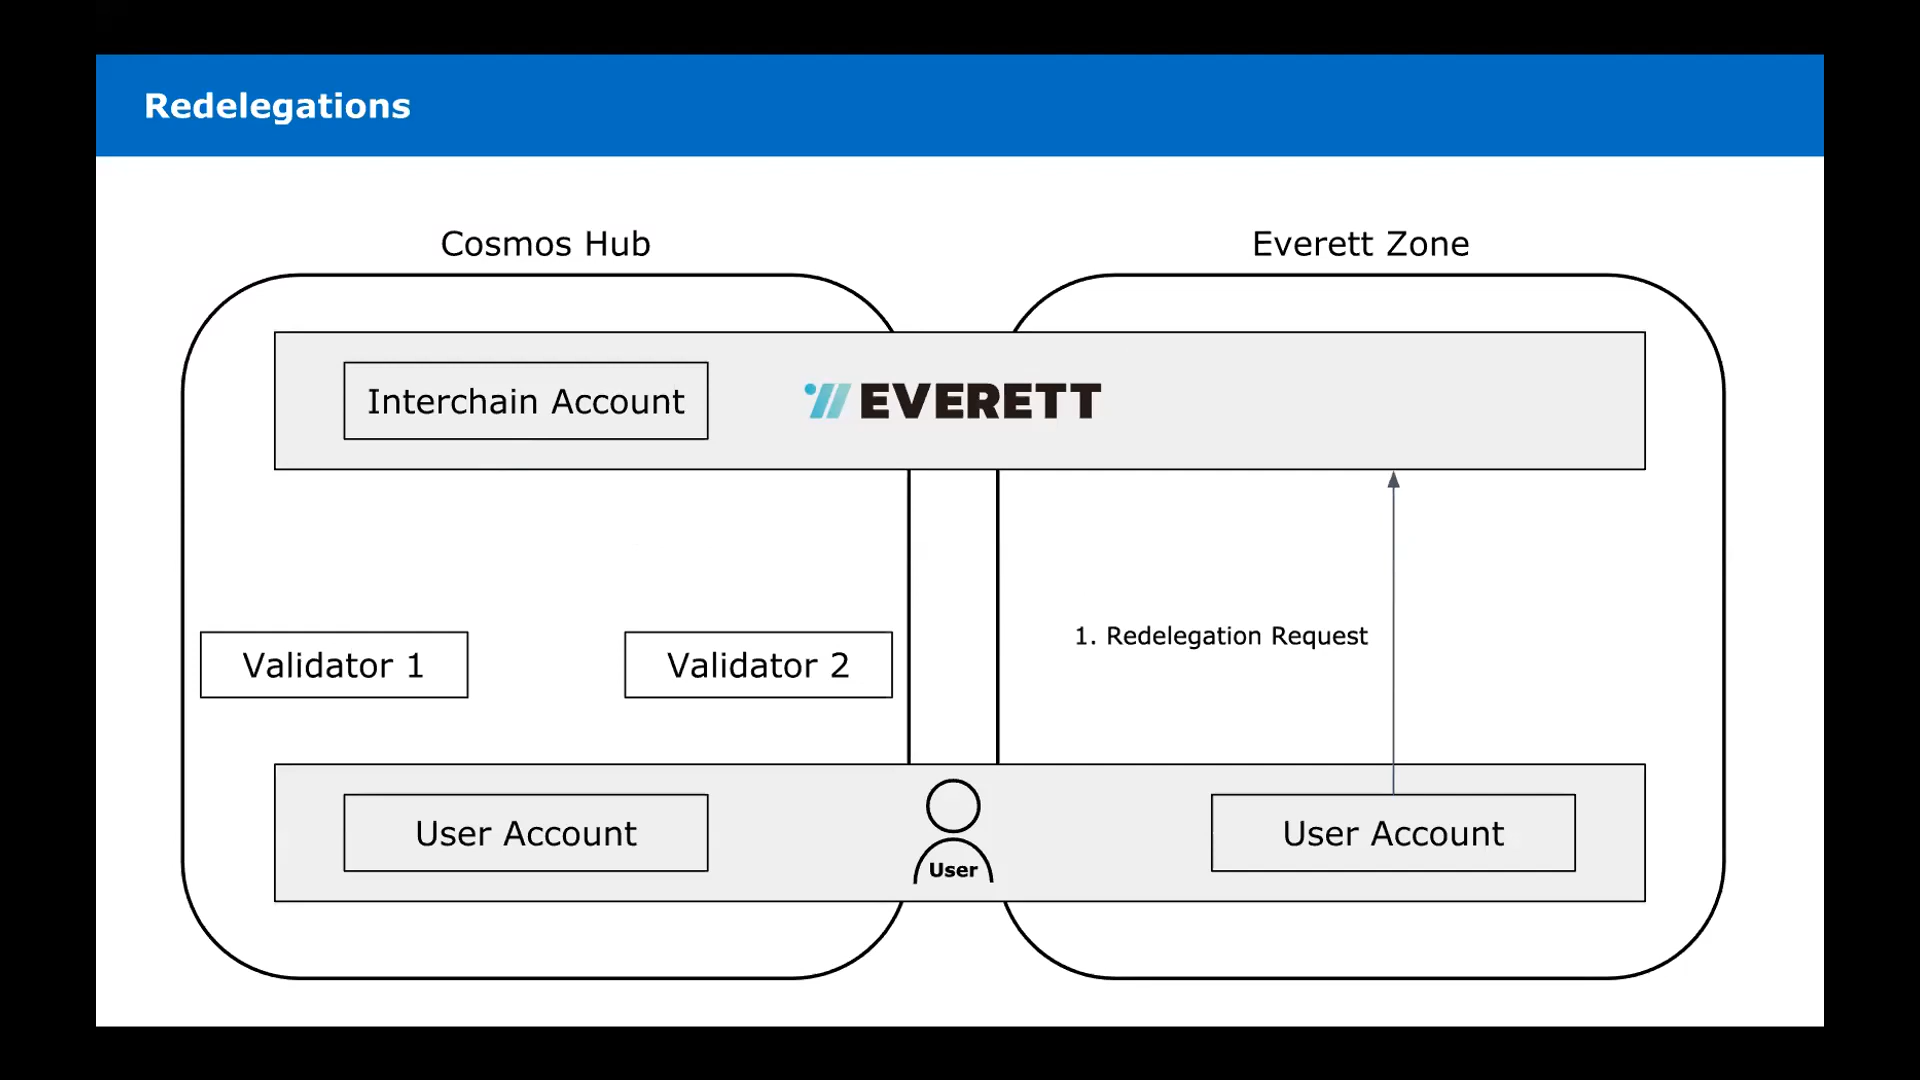 Redelegations
Cosmos Hub
Everett Zone
Interchain Account
EVERETT
1. Redelegation Request
Validator 1
Validator 2
User Account
User
User Account